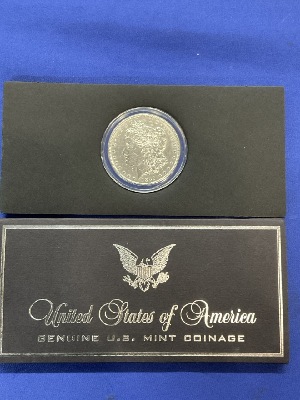 United States of America
GENUINE U.S. MINT COINAGE